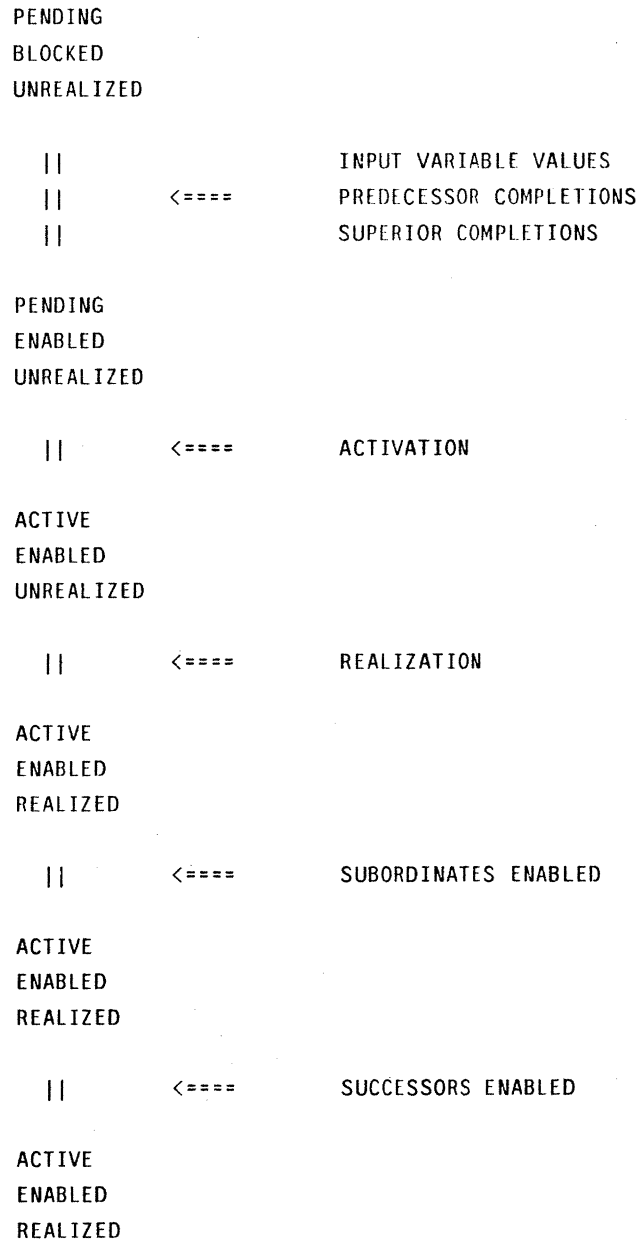 PENDING
BLOCKED
UNREALIZED
|| INPUT VARIABLE VALUES
|| <==== PREDECESSOR COMPLETIONS
|| SUPERIOR COMPLETIONS
PENDING
ENABLED
UNREALIZED
|| <==== ACTIVATION
ACTIVE
ENABLED
UNREALIZED
|| <==== REALIZATION
ACTIVE
ENABLED
REALIZED
|| <==== SUBORDINATES ENABLED
ACTIVE
ENABLED
REALIZED
|| <==== SUCCESSORS ENABLED
ACTIVE
ENABLED
REALIZED